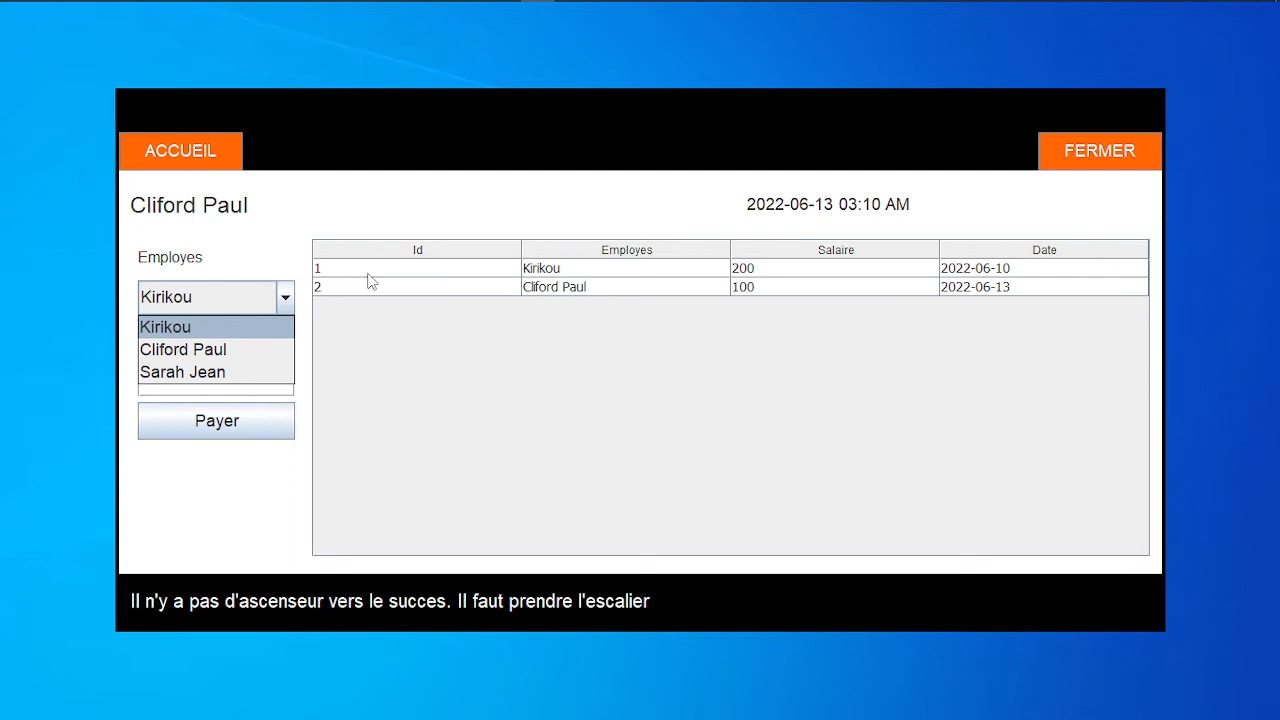 ACCUEIL
FERMER
Cliford Paul
2022-06-13 03:10 AM
Employes
Kirikou
Kirikou
Cliford Paul
Sarah Jean
Payer
Id Employes Salaire Date
1 Kirikou 200 2022-06-10
2 Cliford Paul 100 2022-06-13
Il n'y a pas d'ascenseur vers le succes. Il faut prendre l'escalier